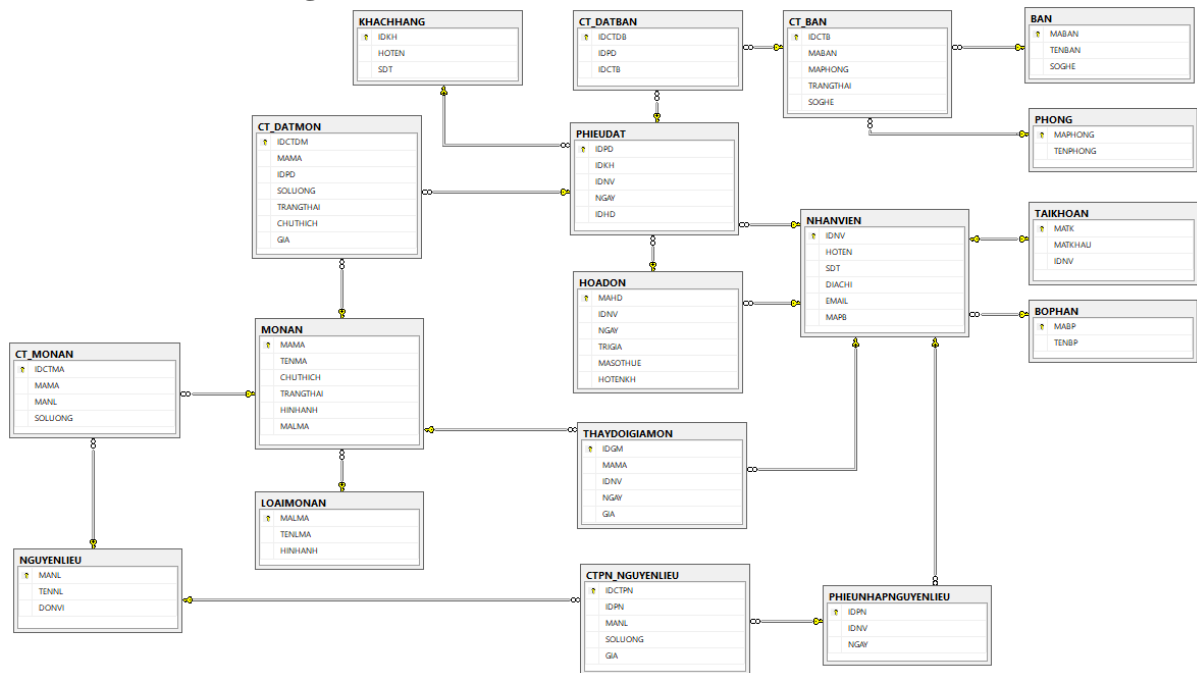 KHACHHANG
IDKH
HOTEN
SDT
CT_DATBAN
IDCTDB
IDPD
IDCTB
CT_BAN
IDCTB
MABAN
MAPHONG
TRANGTHAI
SOGHE
BAN
MABAN
TENBAN
SOGHE
CT_DATMON
IDCTDM
MAMA
IDPD
SOLUONG
TRANGTHAI
CHUTHICH
GIA
PHIEUDAT
IDPD
IDKH
IDNV
NGAY
IDHD
PHONG
MAPHONG
TENPHONG
NHANVIEN
IDNV
HOTEN
SDT
DIACHI
EMAIL
MAPB
TAIKHOAN
MATK
MATKHAU
IDNV
HOADON
MAHD
IDNV
NGAY
TRIGIA
MASOTHUE
HOTENKH
BOPHAN
MABP
TENBP
CT_MONAN
IDCTMA
MAMA
MANL
SOLUONG
MONAN
MAMA
TENMA
CHUTHICH
TRANGTHAI
HINHANH
MALMA
THAYDOIGIAMON
IDGM
MAMA
IDNV
NGAY
GIA
LOAIMONAN
MALMA
TENLMA
HINHANH
NGUYENLIEU
MANL
TENNL
DONVI
CTPN_NGUYENLIEU
IDCTPN
IDPN
MANL
SOLUONG
GIA
PHIEUNHAPNGUYENLIEU
IDPN
IDNV
NGAY